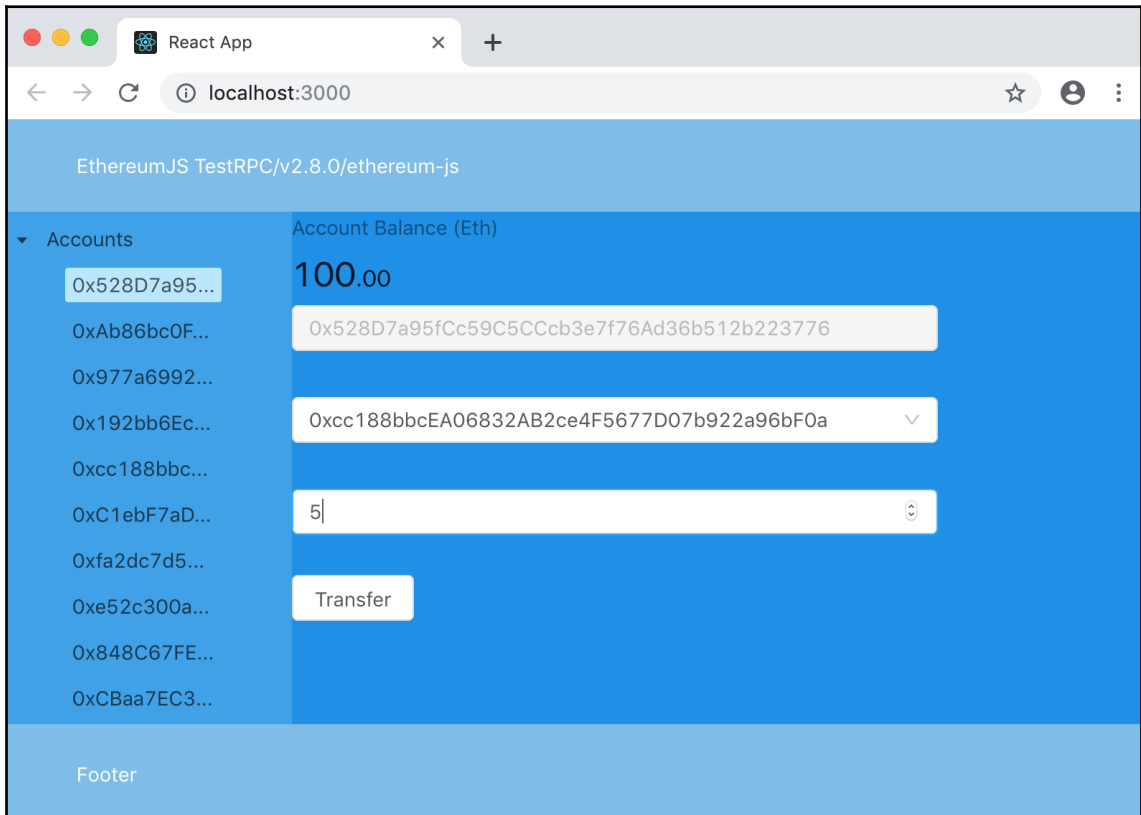 React App
localhost:3000
EthereumJS TestRPC/v2.8.0/ethereum-js
Accounts
0x528D7a95...
0xAb86bc0F...
0x977a6992...
0x192bb6Ec...
0xcc188bbc...
0xC1ebF7aD...
0xfa2dc7d5...
0xe52c300a...
0x848C67FE...
0xCBaa7EC3...
Account Balance (Eth)
100.00
0x528D7a95fCc59C5CCcb3e7f76Ad36b512b223776
0xcc188bbcEA06832AB2ce4F5677D07b922a96bF0a
5
Transfer
Footer